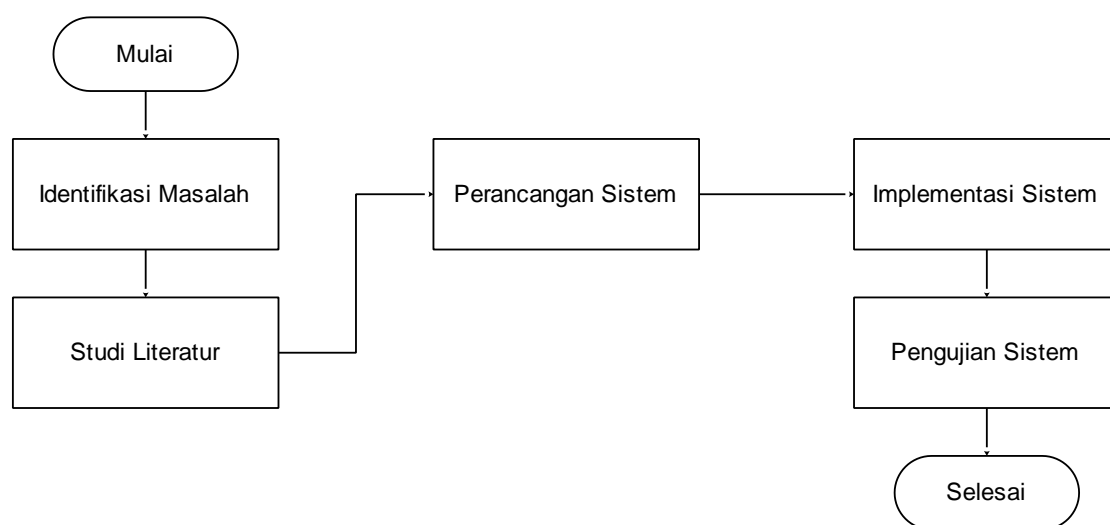 Mulai
Identifikasi Masalah
Studi Literatur
Perancangan Sistem
Implementasi Sistem
Pengujian Sistem
Selesai